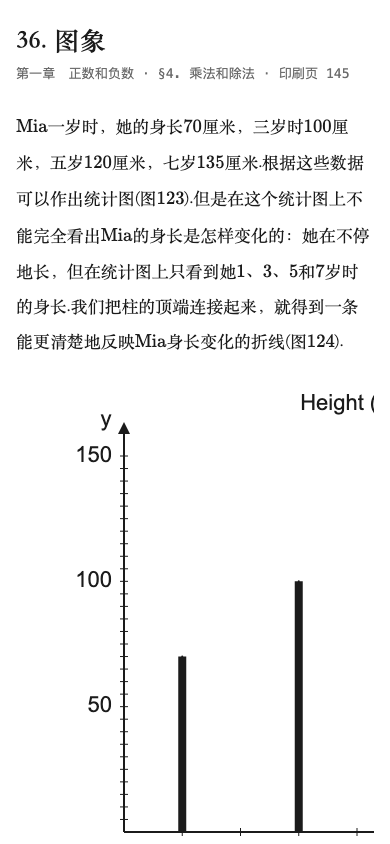 36. 图象
第一章 正数和负数 · §4. 乘法和除法 · 印刷页 145
Mia一岁时，她的身长70厘米，三岁时100厘
米，五岁120厘米，七岁135厘米.根据这些数据
可以作出统计图(图123).但是在这个统计图上不
能完全看出Mia的身长是怎样变化的：她在不停
地长，但在统计图上只看到她1、3、5和7岁时
的身长.我们把柱的顶端连接起来，就得到一条
能更清楚地反映Mia身长变化的折线(图124).
Height (
y
150
100
50